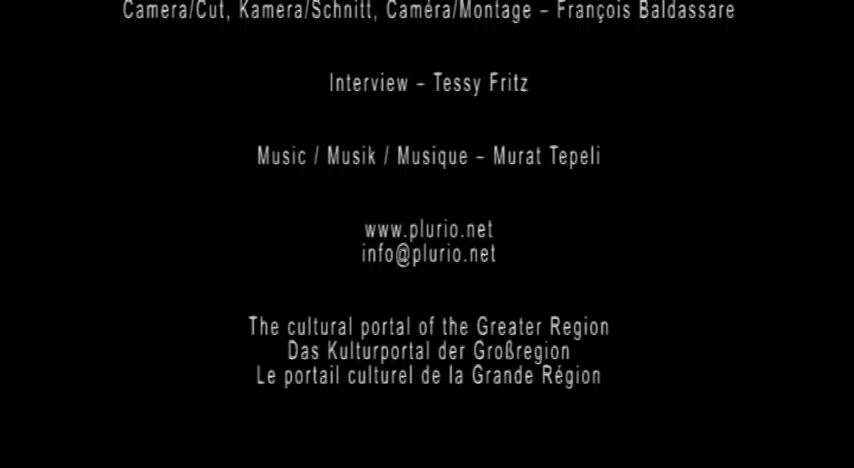 Camera/Cut, Kamera/Schnitt, Caméra/Montage – François Baldassare
Interview – Tessy Fritz
Music / Musik / Musique – Murat Tepeli
www.plurio.net
info@plurio.net
The cultural portal of the Greater Region
Das Kulturportal der Großregion
Le portail culturel de la Grande Région